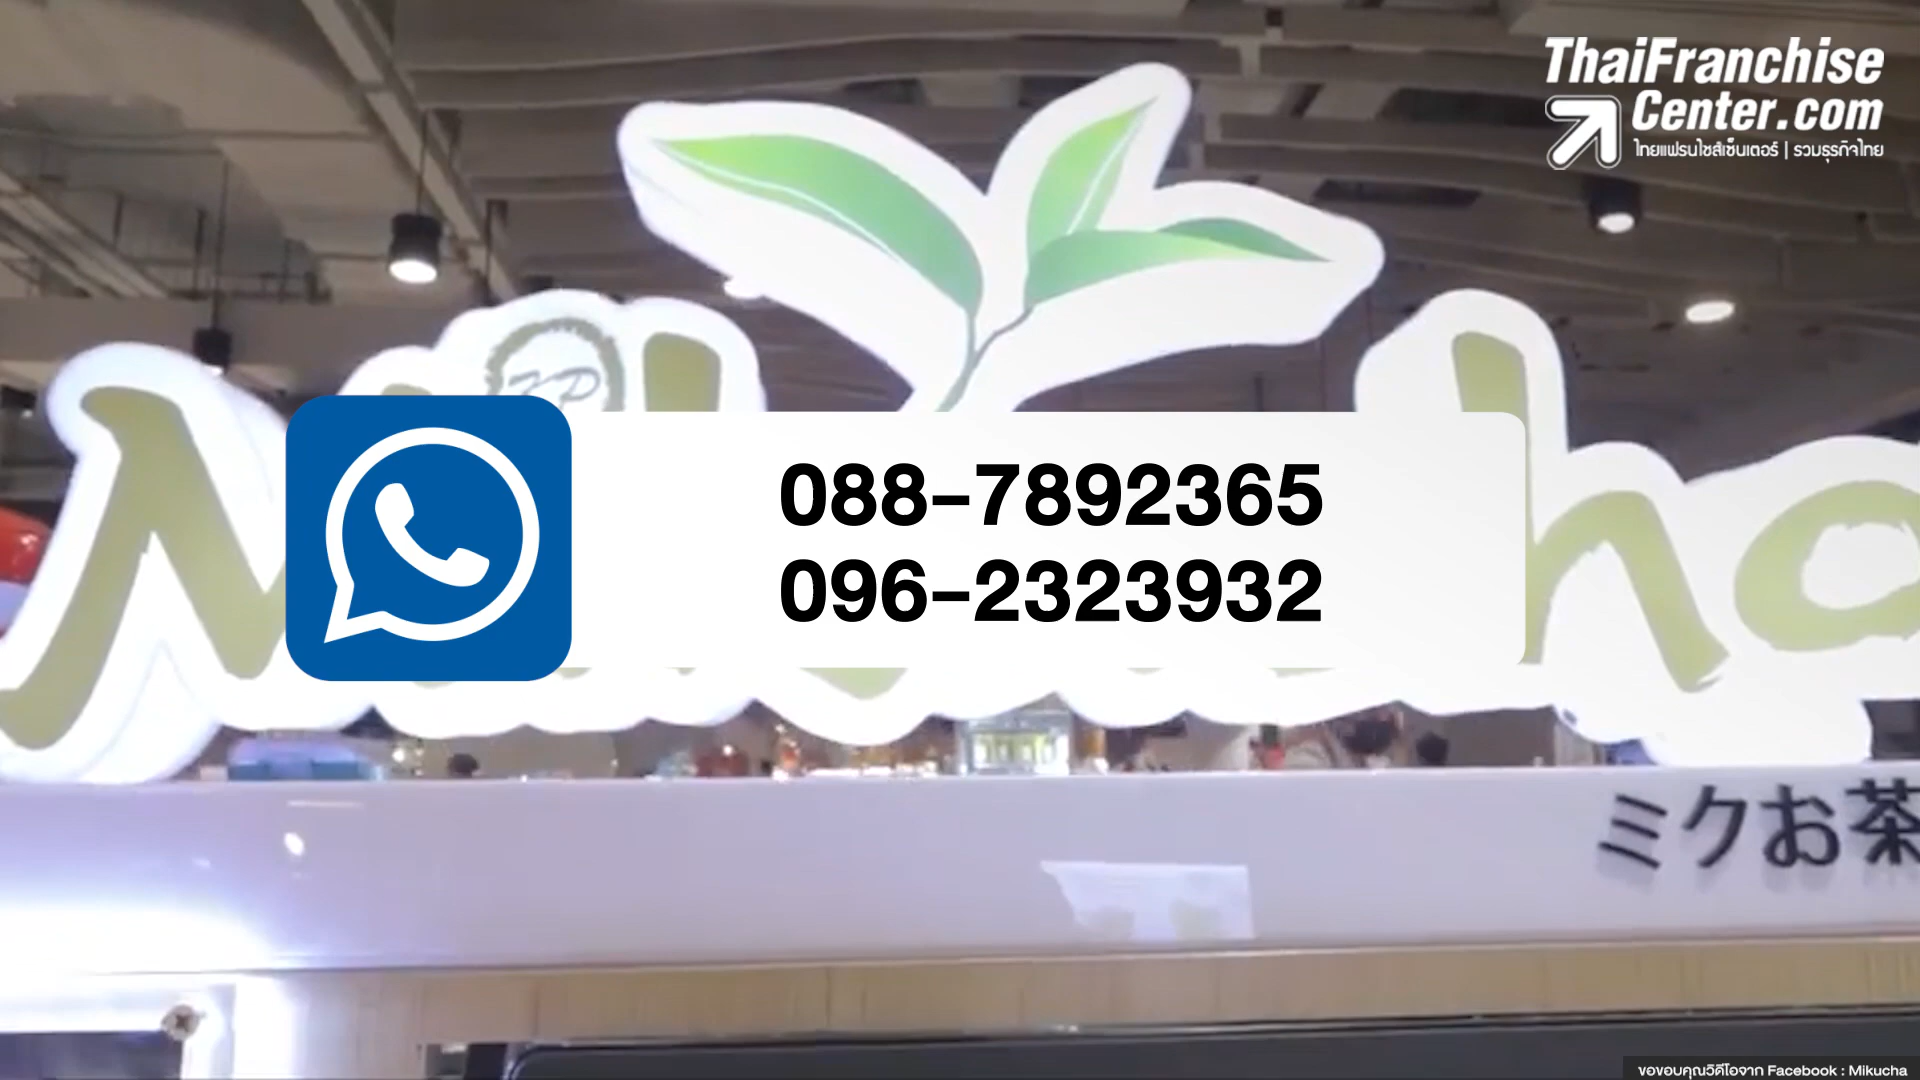 ThaiFranchise
Center.com
ไทยแฟรนไชส์เซ็นเตอร์ | รวมธุรกิจไทย
KP
088-7892365
096-2323932
ミクお茶
ขอขอบคุณวิดีโอจาก Facebook : Mikucha